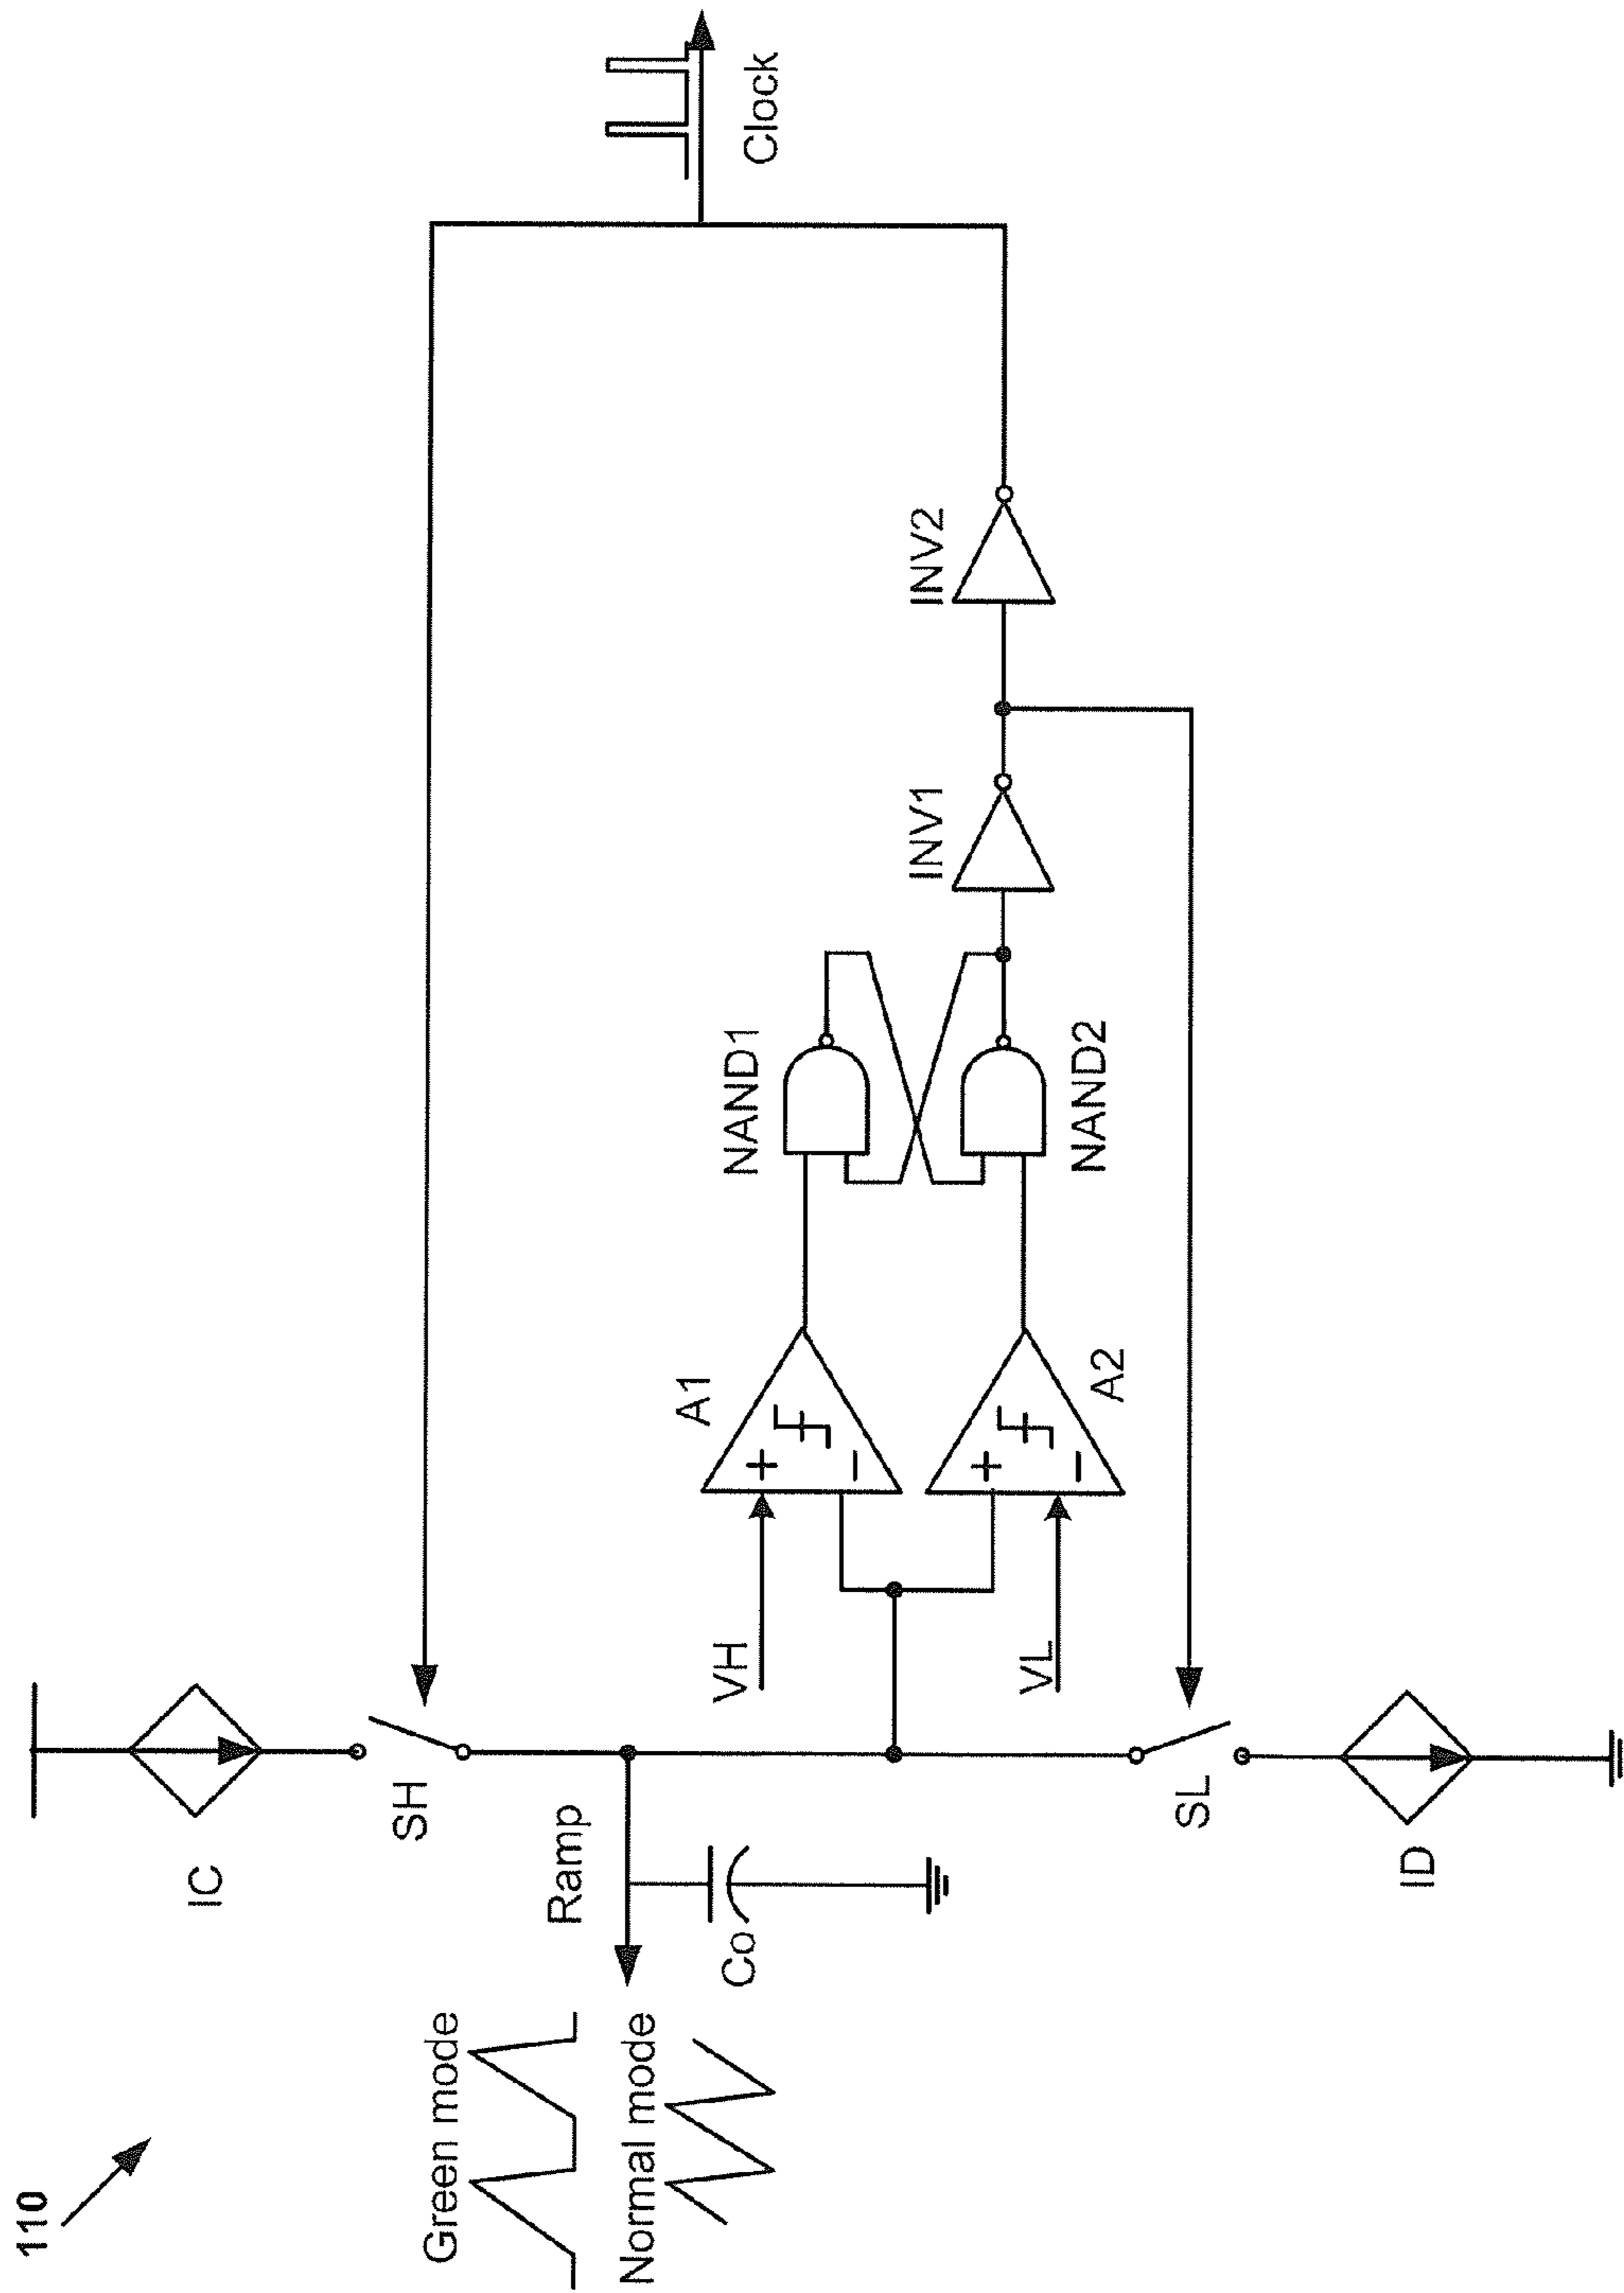 110
Green mode
Normal mode
Ramp
Co
IC
SH
SL
ID
VH
VL
+
−
A1
+
−
A2
NAND1
NAND2
INV1
INV2
Clock